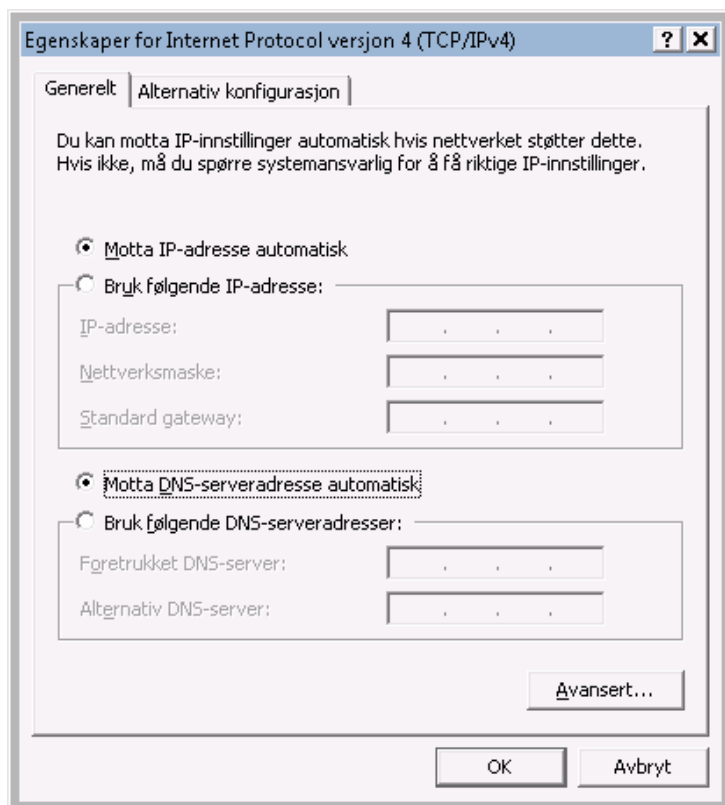 Egenskaper for Internet Protocol versjon 4 (TCP/IPv4)
Generelt
Alternativ konfigurasjon
Du kan motta IP-innstillinger automatisk hvis nettverket støtter dette.
Hvis ikke, må du spørre systemansvarlig for å få riktige IP-innstillinger.
Motta IP-adresse automatisk
Bruk følgende IP-adresse:
IP-adresse:
Nettverksmaske:
Standard gateway:
Motta DNS-serveradresse automatisk
Bruk følgende DNS-serveradresser:
Foretrukket DNS-server:
Alternativ DNS-server:
Avansert...
OK
Avbryt